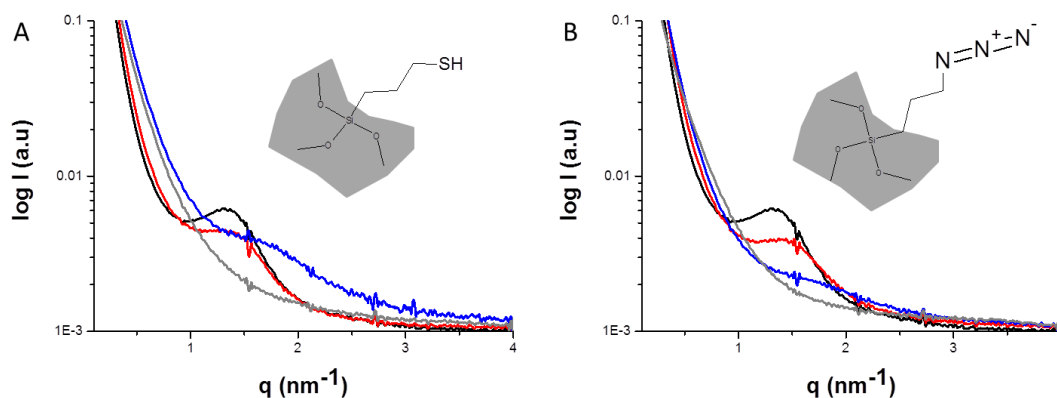 A
B
0.1
0.01
1E-3
log I (a.u)
1
2
3
4
q (nm-1)
SH
Si
O
O
O
0.1
0.01
1E-3
log I (a.u)
1
2
3
q (nm-1)
N N+ N-
Si
O
O
O